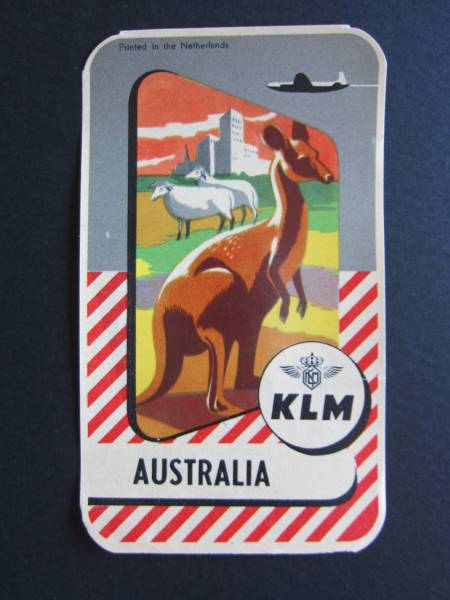 Printed in the Netherlands
KLM
AUSTRALIA